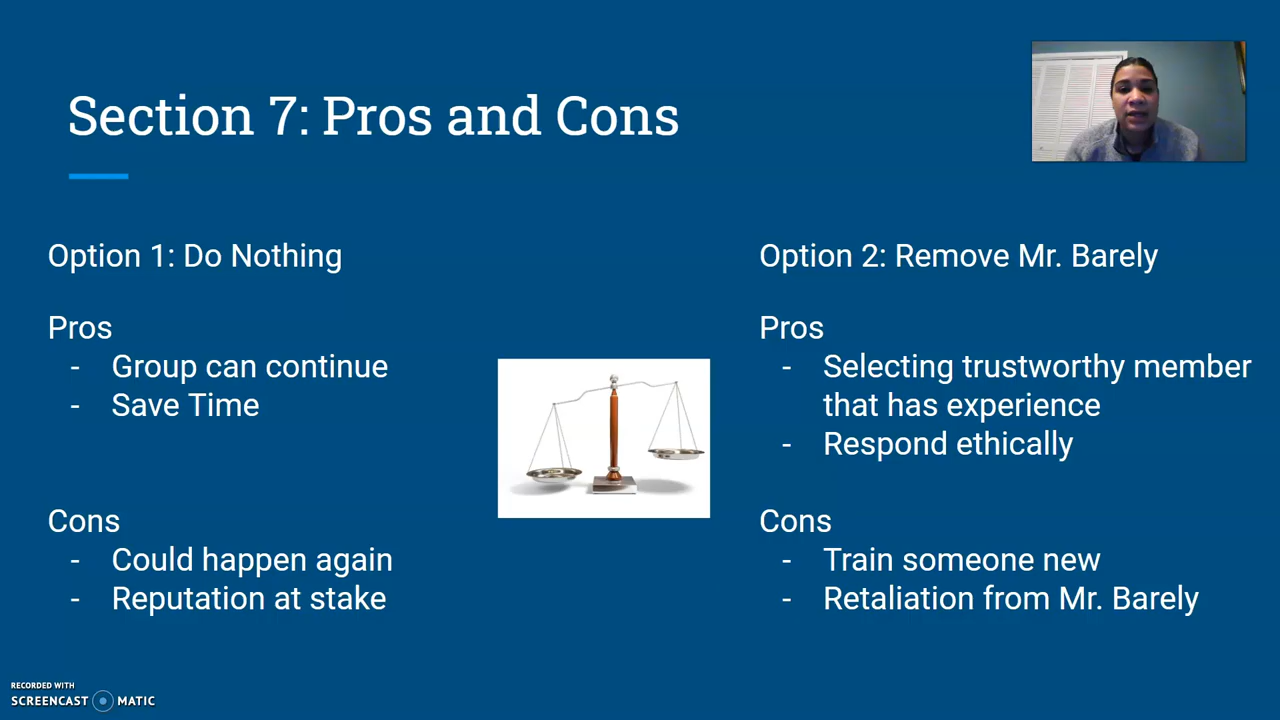 Section 7: Pros and Cons
Option 1: Do Nothing
Pros
- Group can continue
- Save Time
Cons
- Could happen again
- Reputation at stake
Option 2: Remove Mr. Barely
Pros
- Selecting trustworthy member
that has experience
- Respond ethically
Cons
- Train someone new
- Retaliation from Mr. Barely
RECORDED WITH
SCREENCAST MATIC